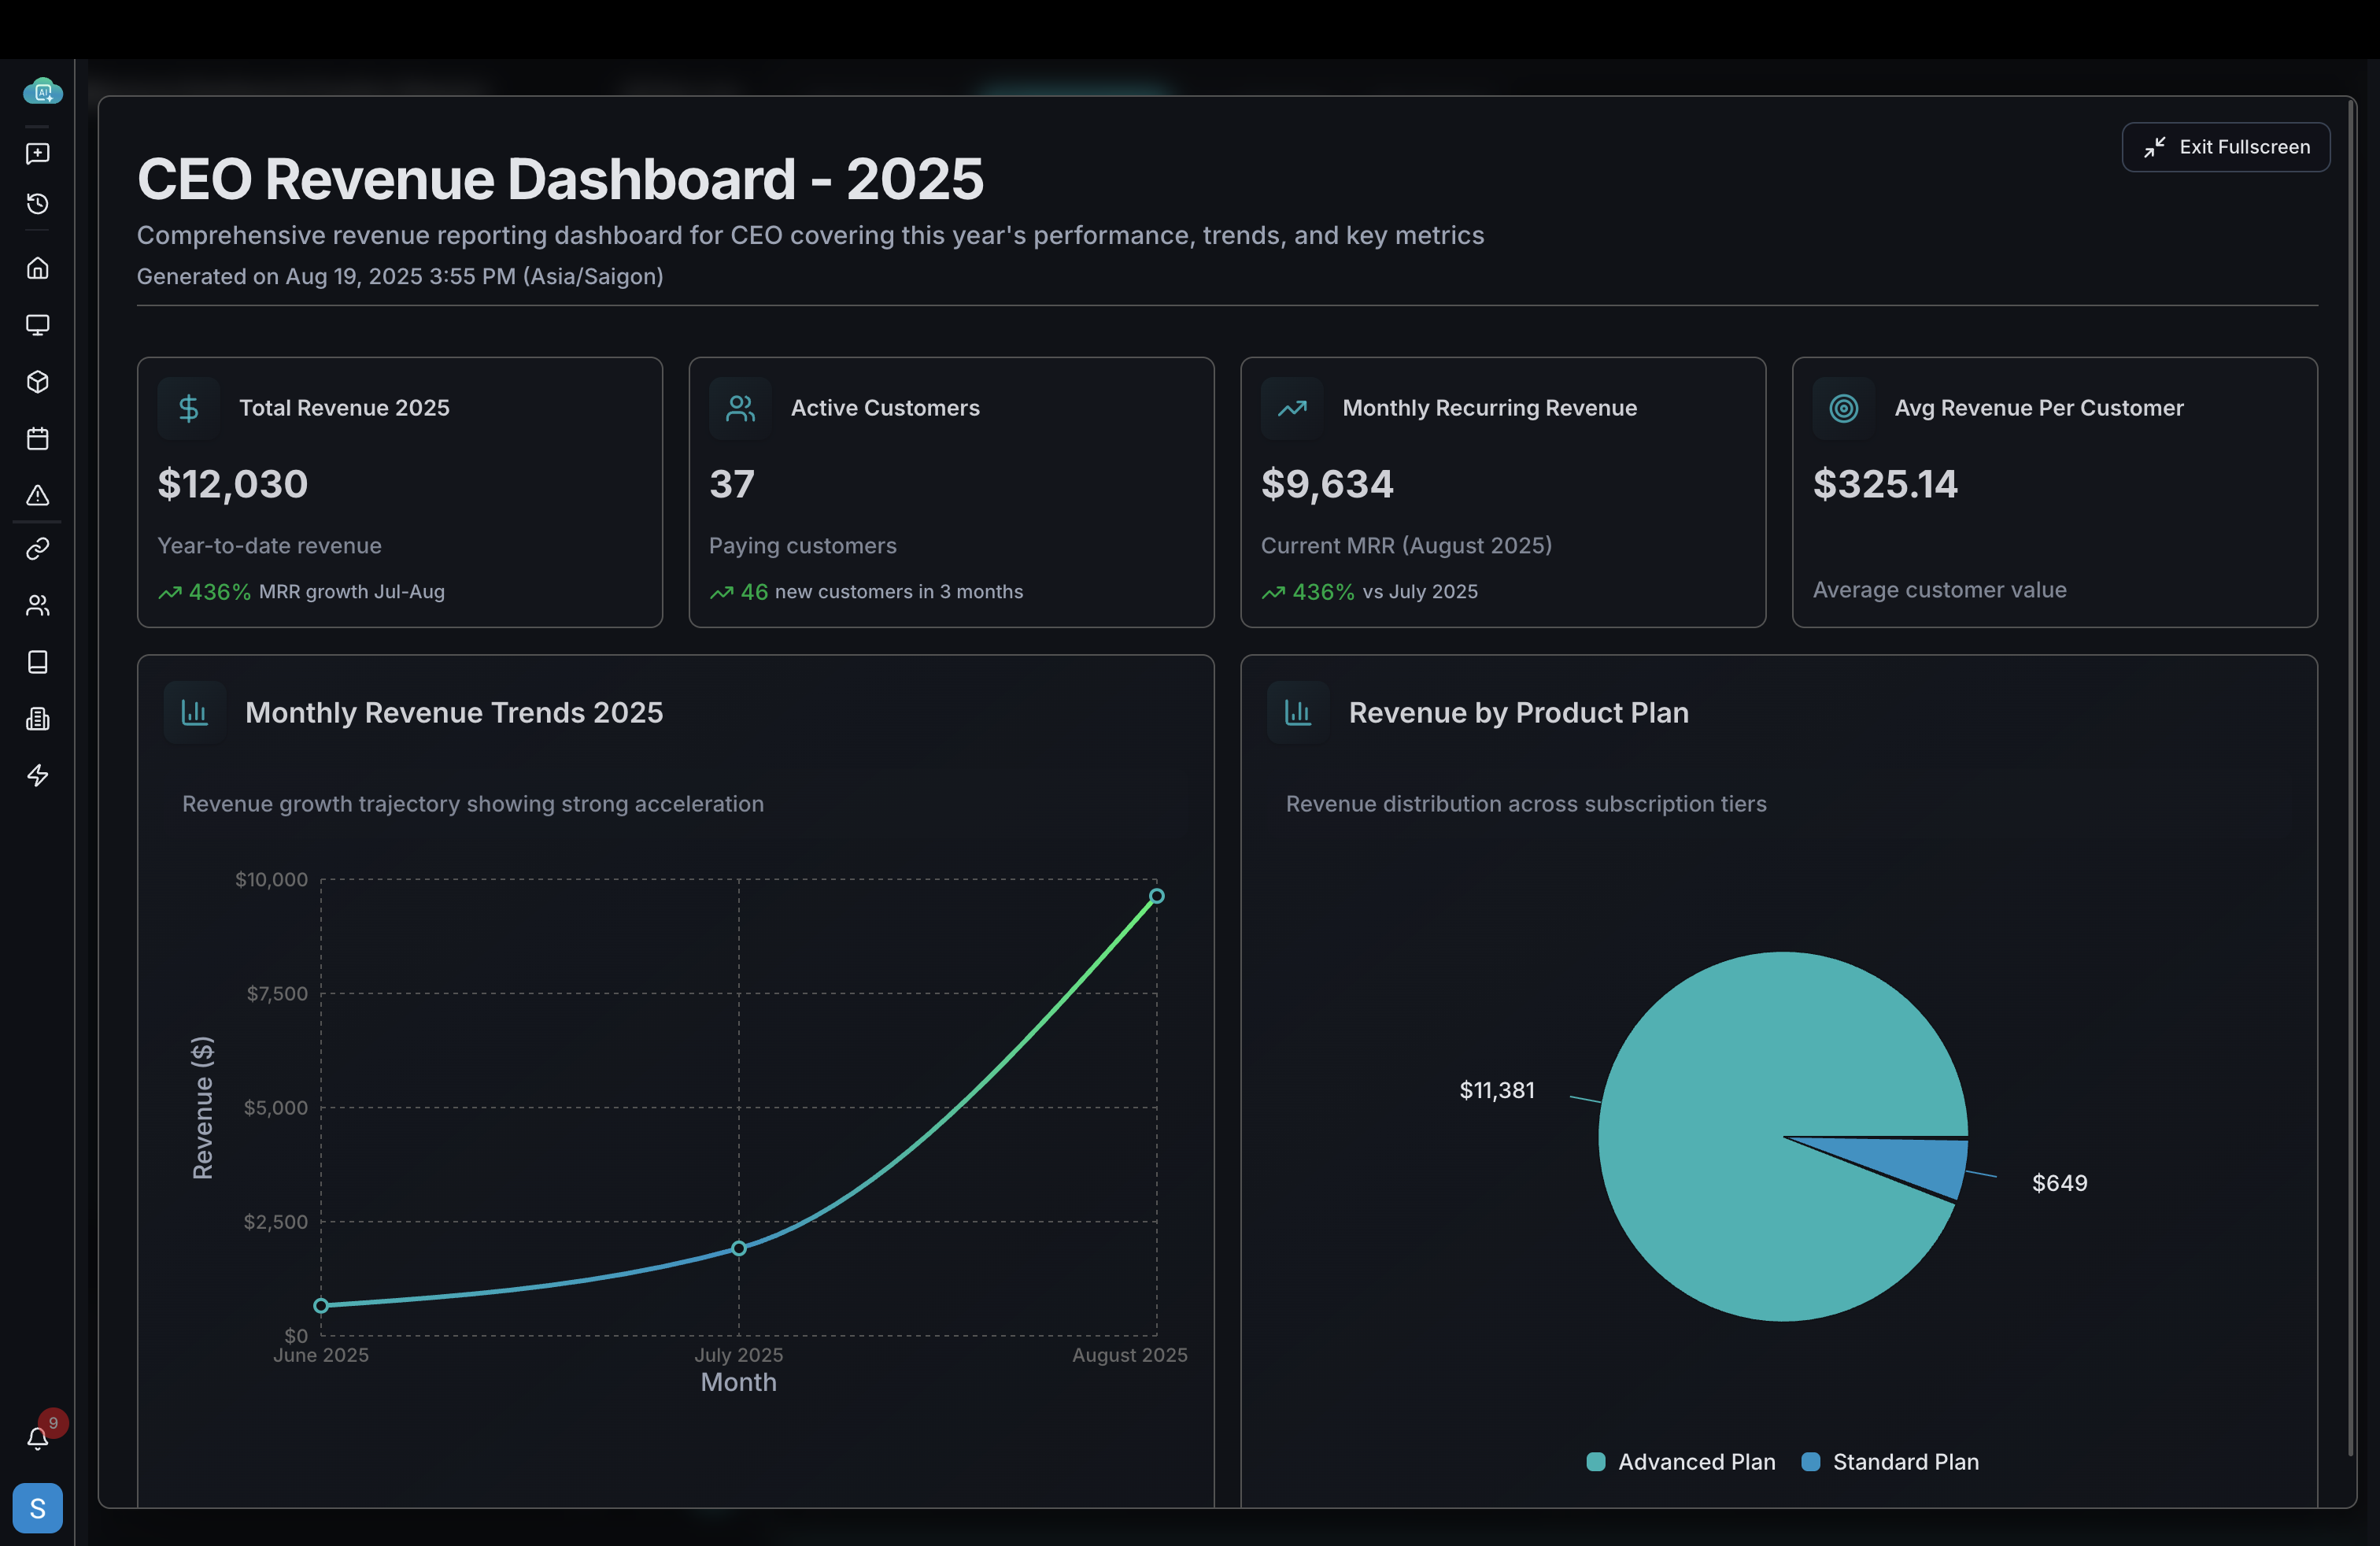 AI
Exit Fullscreen
CEO Revenue Dashboard - 2025
Comprehensive revenue reporting dashboard for CEO covering this year's performance, trends, and key metrics
Generated on Aug 19, 2025 3:55 PM (Asia/Saigon)
Total Revenue 2025
$12,030
Year-to-date revenue
436% MRR growth Jul-Aug
Active Customers
37
Paying customers
46 new customers in 3 months
Monthly Recurring Revenue
$9,634
Current MRR (August 2025)
436% vs July 2025
Avg Revenue Per Customer
$325.14
Average customer value
Monthly Revenue Trends 2025
Revenue growth trajectory showing strong acceleration
Revenue ($)
$10,000
$7,500
$5,000
$2,500
$0
June 2025
July 2025
August 2025
Month
Revenue by Product Plan
Revenue distribution across subscription tiers
$11,381
$649
Advanced Plan
Standard Plan
9
S